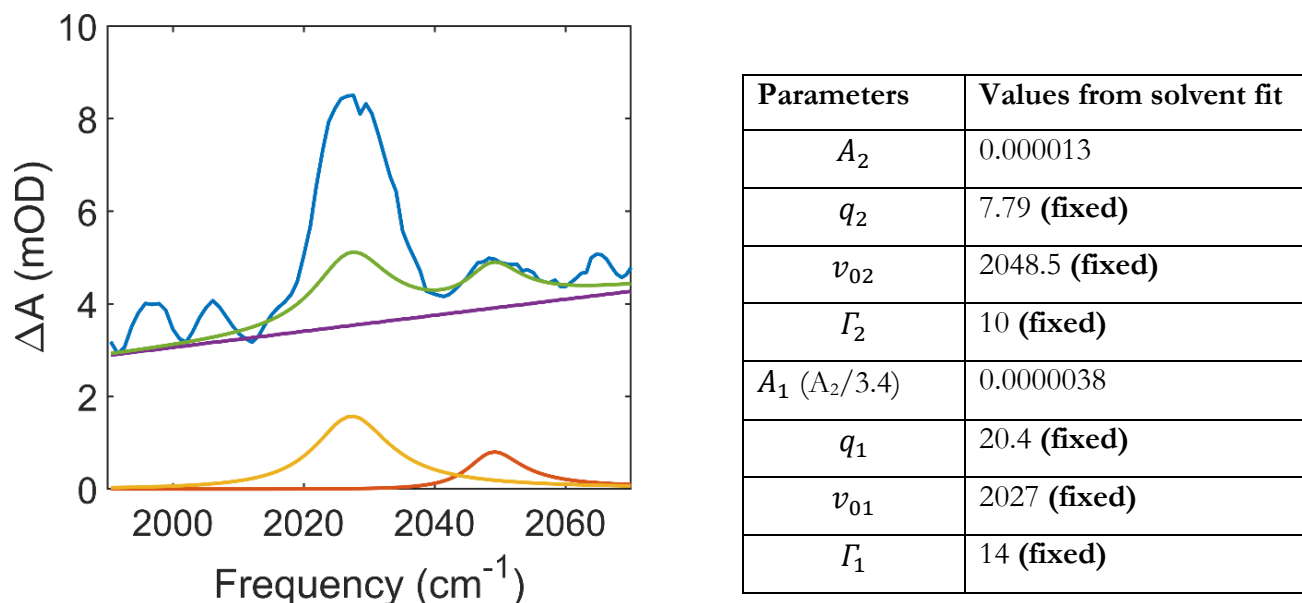 10
8
6
4
2
0
ΔA (mOD)
2000 2020 2040 2060
Frequency (cm⁻¹)
Parameters Values from solvent fit
A₂ 0.000013
q₂ 7.79 (fixed)
v₀₂ 2048.5 (fixed)
Γ₂ 10 (fixed)
A₁ (A₂/3.4) 0.0000038
q₁ 20.4 (fixed)
v₀₁ 2027 (fixed)
Γ₁ 14 (fixed)